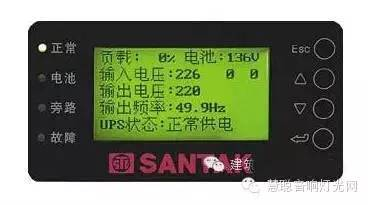 正常
电池
旁路
故障
负载: 0% 电池:136V
输入电压:226 0 0
输出电压:220
输出频率:49.9Hz
UPS状态:正常供电
Esc
SANTAK
建筑
慧聪音响灯光网